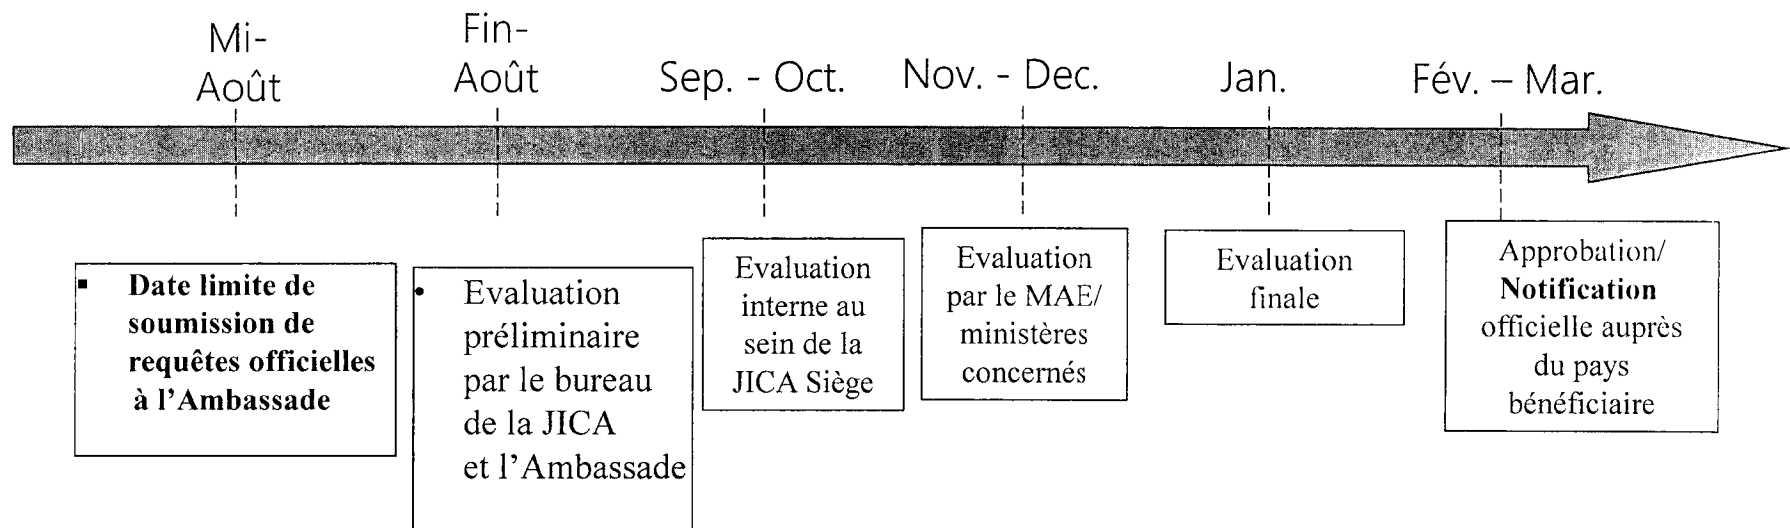 Mi-
Août
Fin-
Août
Sep. - Oct.
Nov. - Dec.
Jan.
Fév. – Mar.
▪ Date limite de
soumission de
requêtes officielles
à l'Ambassade
• Evaluation
préliminaire
par le bureau
de la JICA
et l'Ambassade
Evaluation
interne au
sein de la
JICA Siège
Evaluation
par le MAE/
ministères
concernés
Evaluation
finale
Approbation/
Notification
officielle auprès
du pays
bénéficiaire